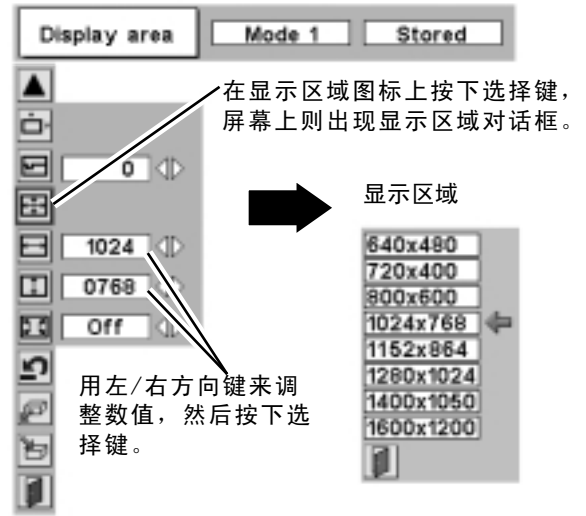 Display area Mode 1 Stored
在显示区域图标上按下选择键，
屏幕上则出现显示区域对话框。
0
显示区域
1024
0768
Off
640x480
720x400
800x600
1024x768
1152x864
1280x1024
1400x1050
1600x1200
用左/右方向键来调
整数值，然后按下选
择键。